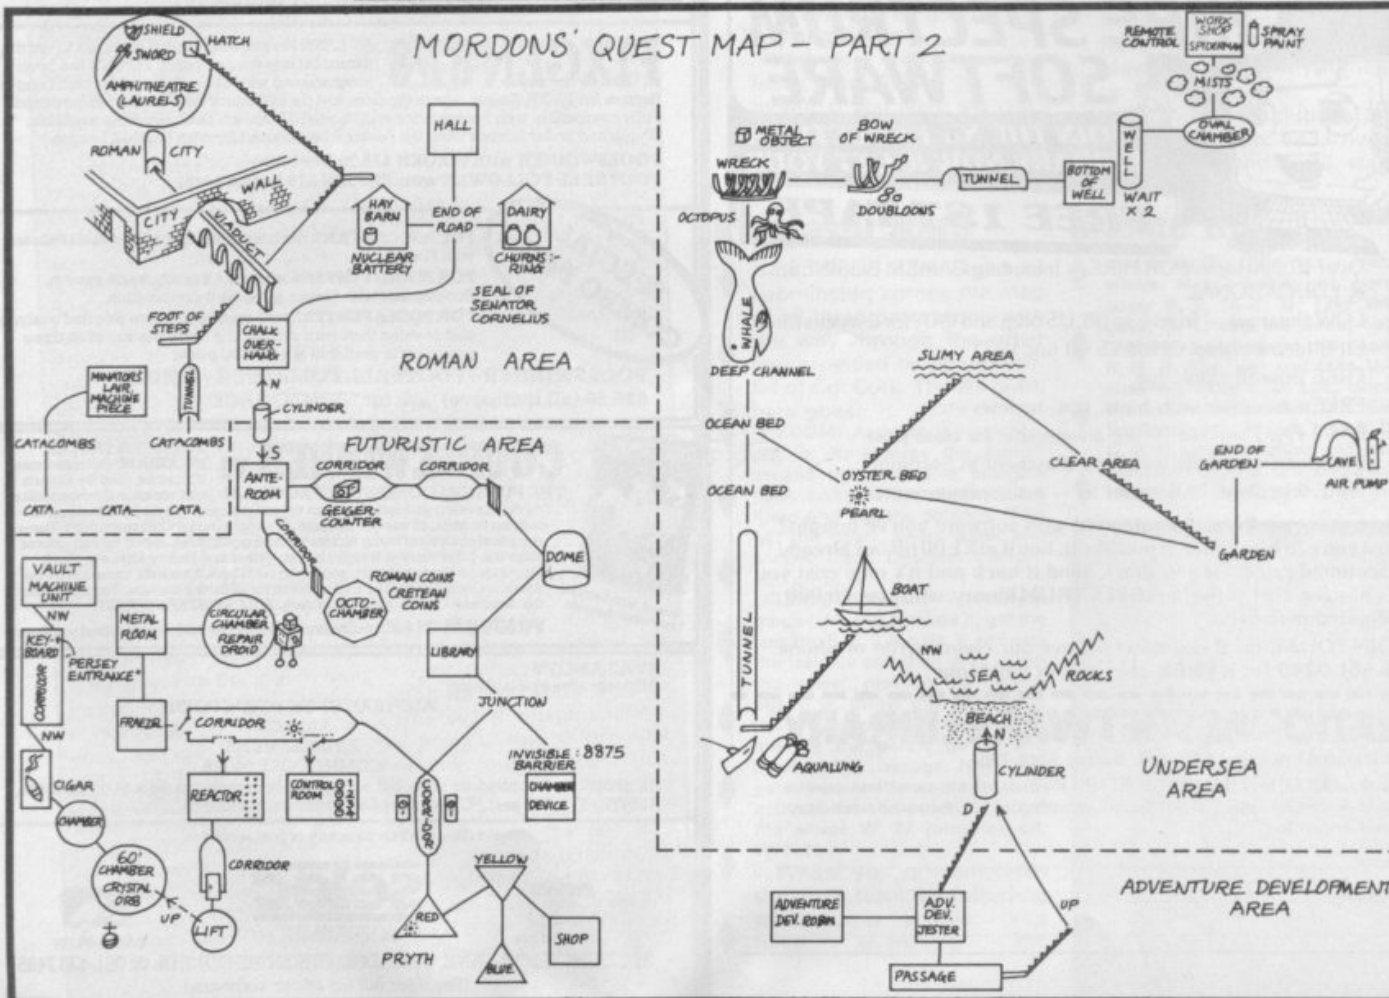 MORDONS' QUEST MAP - PART 2
SHIELD
SWORD
HATCH
AMPHITHEATRE
(LAURELS)
ROMAN CITY
WALL
CITY
VIADUCT
FOOT OF
STEPS
HALL
HAY
BARN
NUCLEAR
BATTERY
END OF
ROAD
DAIRY
CHURNS:-
RING
SEAL OF
SENATOR
CORNELIUS
CHALK
OVER-
HANG
ROMAN AREA
MINATORS
LAIR
MACHINE
PIECE
TUNNEL
N
CYLINDER
S
CATACOMBS
CATACOMBS
CATA.
CATA.
CATA.
FUTURISTIC AREA
ANTE-
ROOM
CORRIDOR
CORRIDOR
GEIGER-
COUNTER
CORRIDOR
DOME
OCTO-
CHAMBER
ROMAN COINS
CRETEAN
COINS
VAULT
MACHINE
UNIT
NW
KEY-
BOARD
PERSEY
ENTRANCE*
CORRIDOR
NW
CIGAR
CHAMBER
60'
CHAMBER
CRYSTAL
ORB
UP
LIFT
METAL
ROOM
CIRCULAR
CHAMBER
REPAIR
DROID
FREEZER
CORRIDOR
REACTOR
CONTROL
ROOM
0 1 2 3
CORRIDOR
LIBRARY
JUNCTION
INVISIBLE : 8875
BARRIER
CHAMBER
DEVICE
RED
PRYTH
YELLOW
BLUE
SHOP
METAL
OBJECT
WRECK
BOW
OF WRECK
DOUBLOONS
TUNNEL
BOTTOM
OF
WELL
WELL
WAIT
X 2
OVAL
CHAMBER
MISTS
REMOTE
CONTROL
WORK
SHOP
SPIDERMAN
SPRAY
PAINT
OCTOPUS
WHALE
DEEP CHANNEL
OCEAN BED
OCEAN BED
OYSTER BED
PEARL
SLIMY AREA
CLEAR AREA
END OF
GARDEN
CAVE
AIR PUMP
GARDEN
TUNNEL
AQUALUNG
BOAT
NW
SEA
ROCKS
BEACH
N
CYLINDER
UNDERSEA
AREA
D
UP
ADVENTURE
DEV. ROBIN
ADV.
DEV.
JESTER
PASSAGE
ADVENTURE DEVELOPMENT
AREA